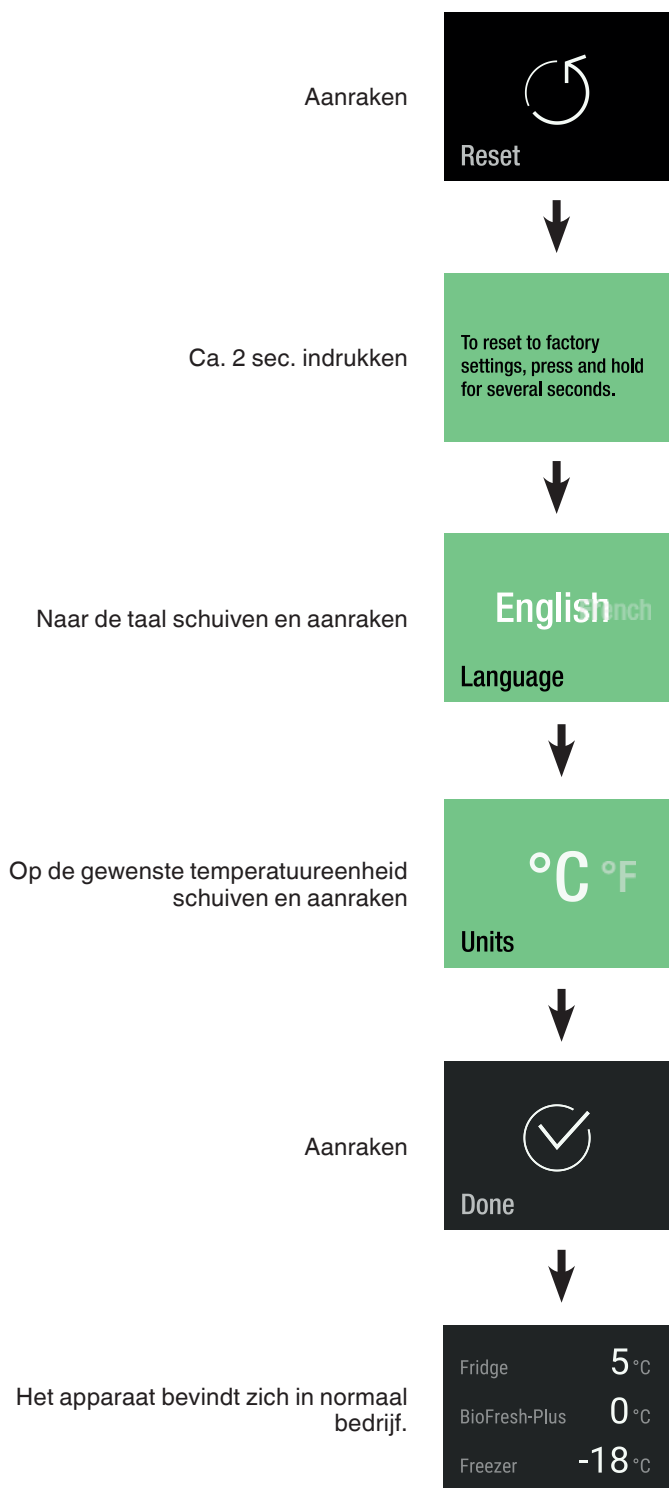 Aanraken
Reset
Ca. 2 sec. indrukken
To reset to factory
settings, press and hold
for several seconds.
Naar de taal schuiven en aanraken
English French
Language
Op de gewenste temperatuureenheid
schuiven en aanraken
°C °F
Units
Aanraken
Done
Het apparaat bevindt zich in normaal
bedrijf.
Fridge 5 °C
BioFresh-Plus 0 °C
Freezer -18 °C